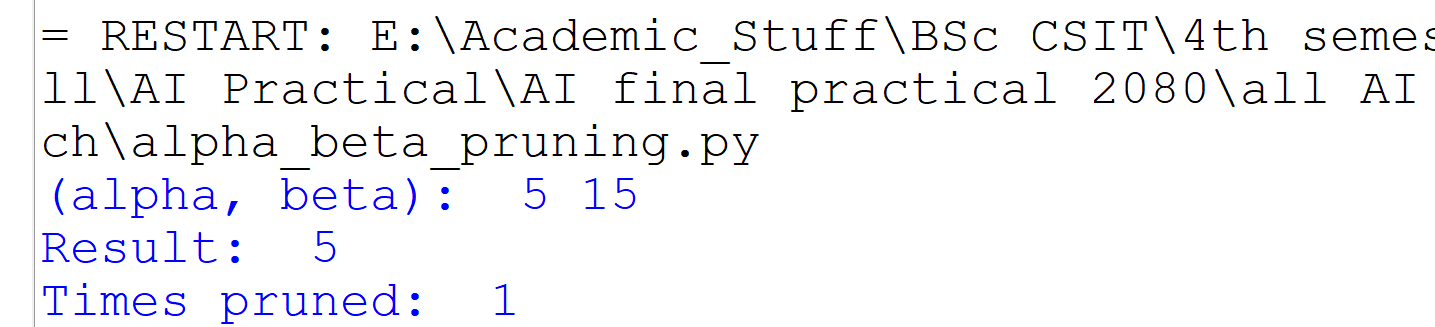 = RESTART: E:\Academic_Stuff\BSc CSIT\4th semes
ll\AI Practical\AI final practical 2080\all AI
ch\alpha_beta_pruning.py
(alpha, beta):  5 15
Result:  5
Times pruned:  1